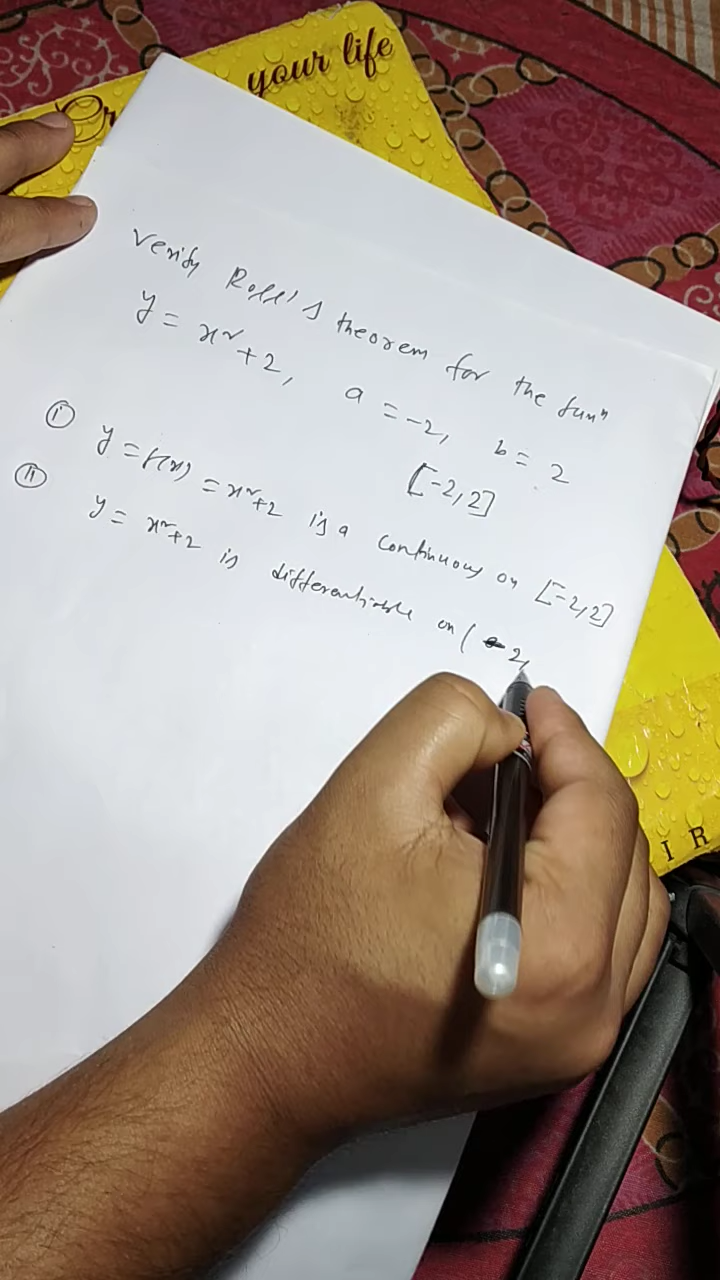 your life
Verify Rolle's theorem for the funⁿ
y = x² + 2, a = -2, b = 2
[-2, 2]
(i) y = f(x) = x² + 2 is a continuous on [-2, 2]
(ii) y = x² + 2 is differentiable on (-2,
I R